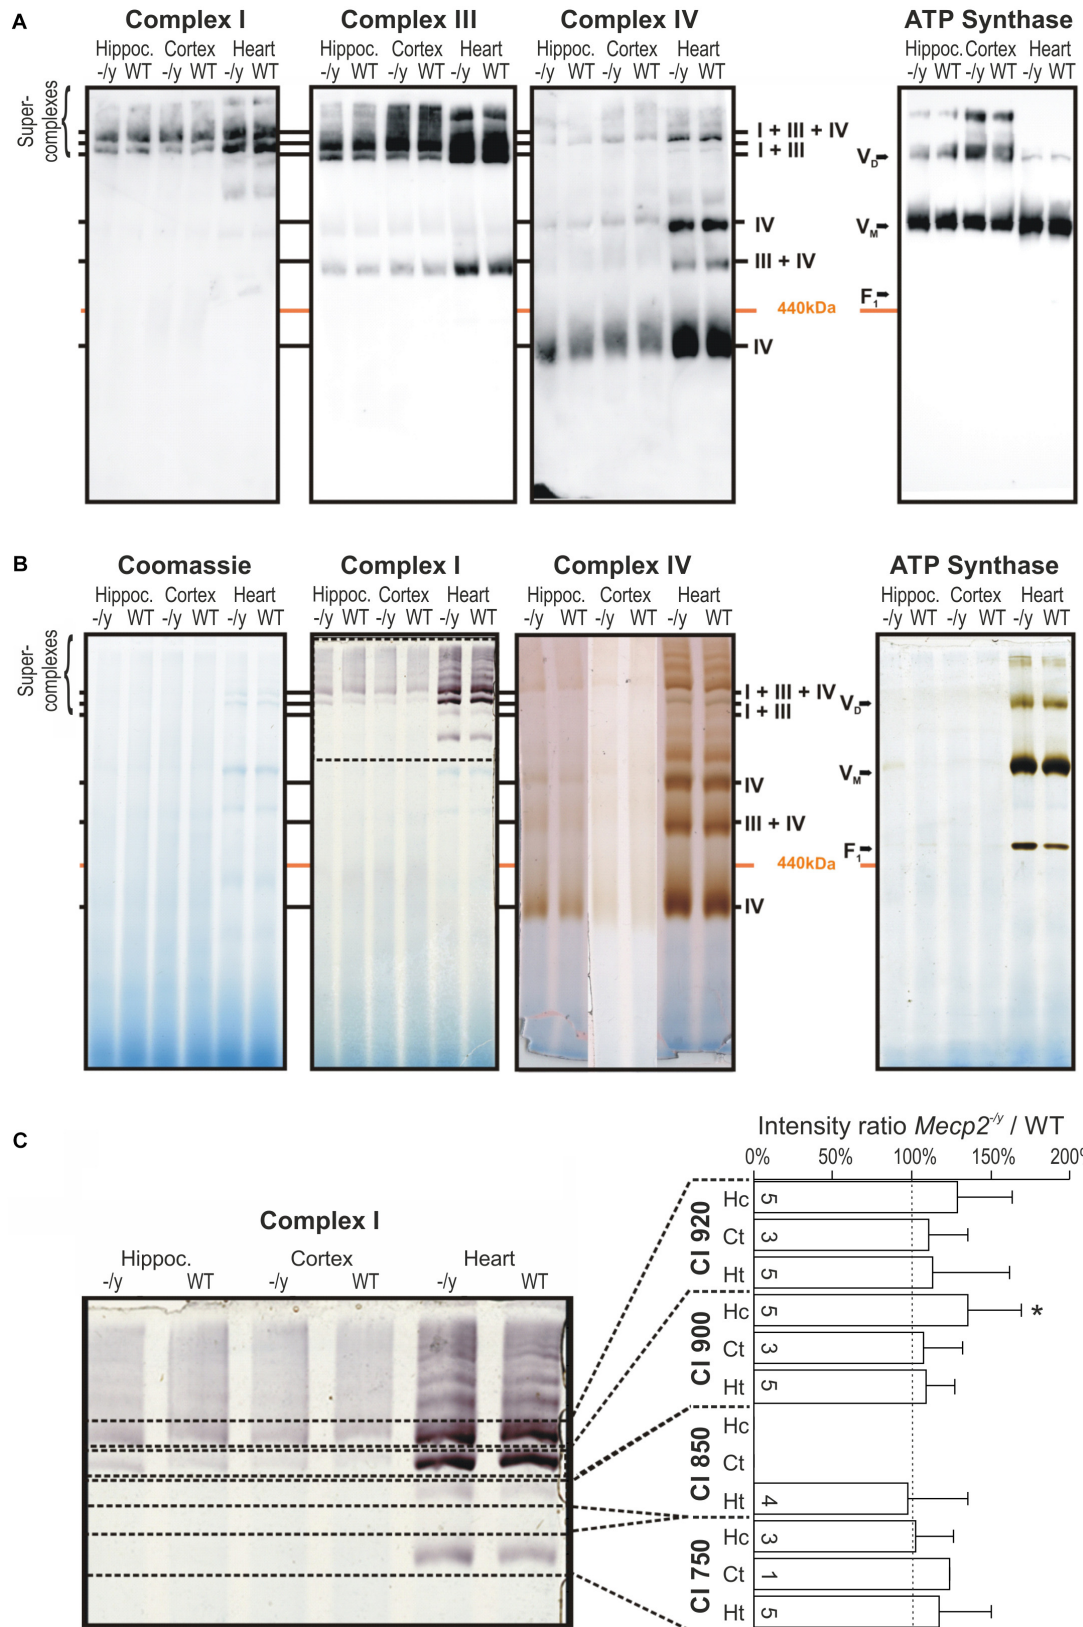 A
Complex I Complex III Complex IV ATP Synthase
Hippoc. Cortex Heart Hippoc. Cortex Heart Hippoc. Cortex Heart Hippoc. Cortex Heart
-/y WT -/y WT -/y WT -/y WT -/y WT -/y WT -/y WT -/y WT -/y WT -/y WT -/y WT -/y WT
Super-
complexes
I + III + IV
I + III
VD
IV
VM
III + IV
F1
440kDa
IV
B
Coomassie Complex I Complex IV ATP Synthase
Hippoc. Cortex Heart Hippoc. Cortex Heart Hippoc. Cortex Heart Hippoc. Cortex Heart
-/y WT -/y WT -/y WT -/y WT -/y WT -/y WT -/y WT -/y WT -/y WT -/y WT -/y WT -/y WT
Super-
complexes
I + III + IV
VD
I + III
VM
IV
III + IV
F1
440kDa
IV
C
Complex I
Hippoc. Cortex Heart
-/y WT -/y WT -/y WT
Intensity ratio Mecp2-/y / WT
0% 50% 100% 150% 200%
CI 920
Hc 5
Ct 3
Ht 5
CI 900
Hc 5 *
Ct 3
Ht 5
CI 850
Hc
Ct
Ht 4
CI 750
Hc 3
Ct 1
Ht 5